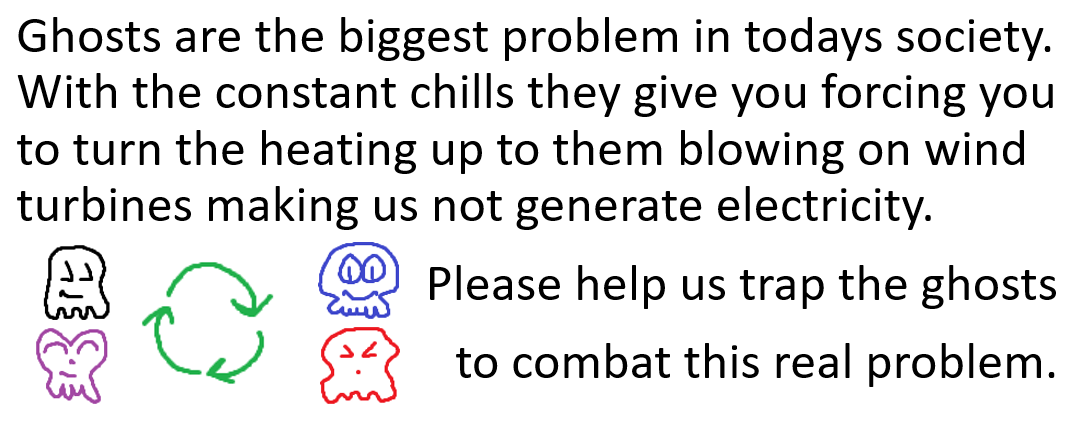 Ghosts are the biggest problem in todays society.
With the constant chills they give you forcing you
to turn the heating up to them blowing on wind
turbines making us not generate electricity.
Please help us trap the ghosts
to combat this real problem.